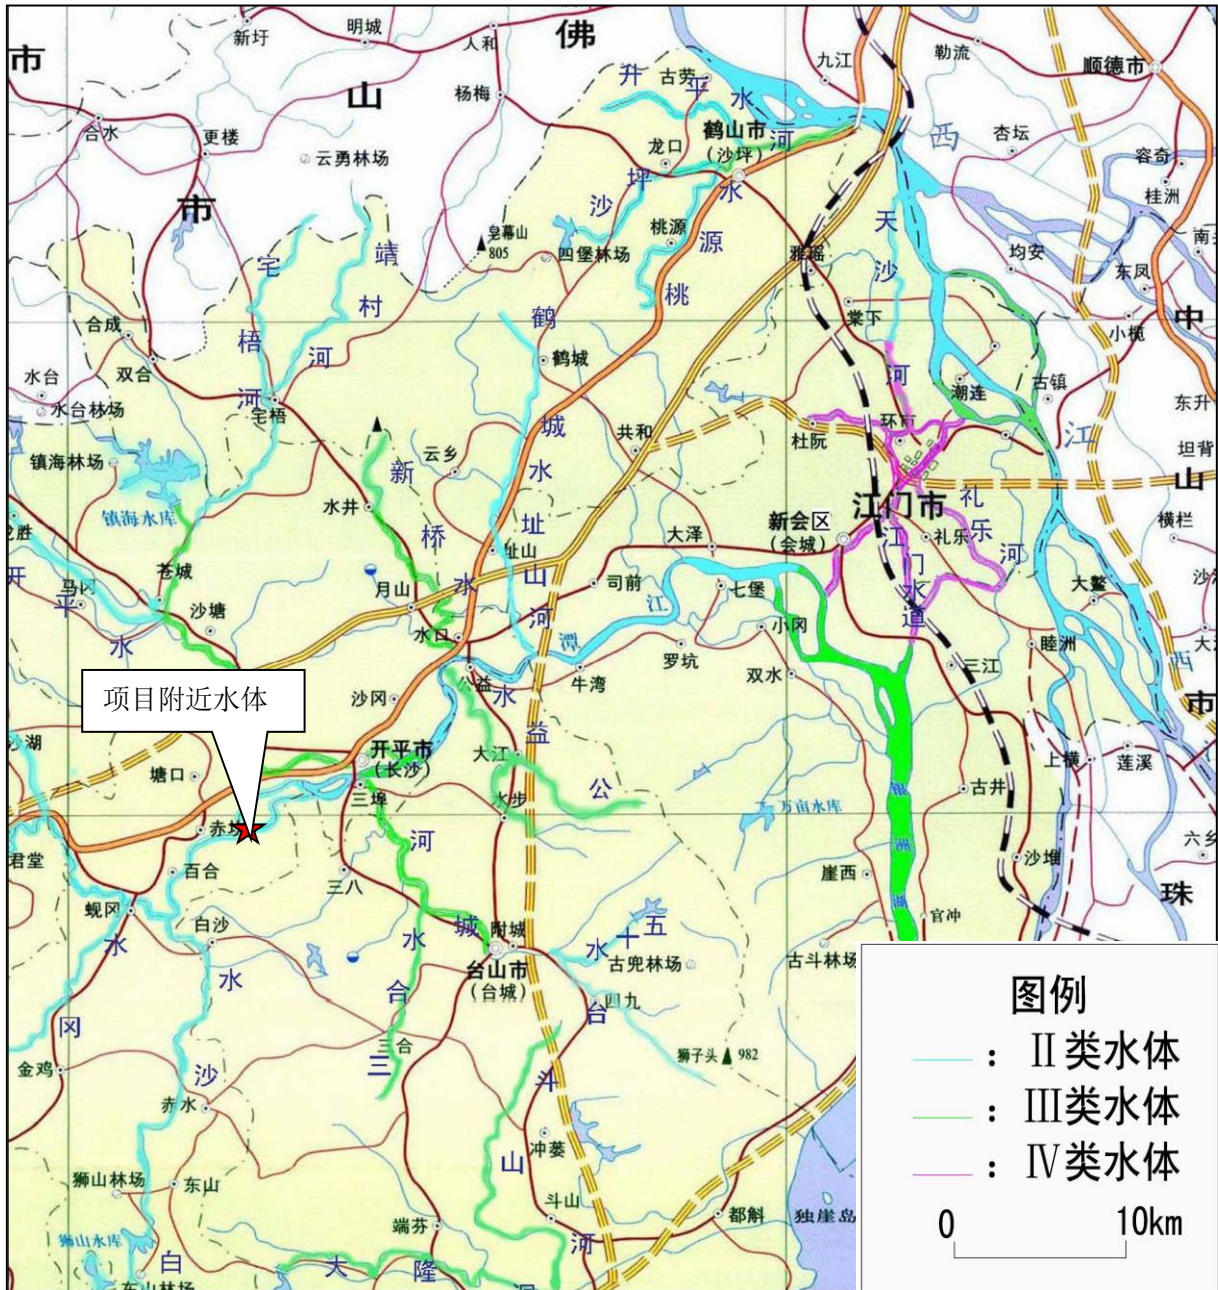 佛
山
市
市
新圩
明城
人和
九江
勒流
顺德市
杨梅
古劳
升
平
水
河
鹤山市
(沙坪)
西
杏坛
容奇
桂洲
合水
更楼
云勇林场
龙口
坪
沙
水
桃源
源
桃
皂幕山
805
四堡林场
雅瑶
天
沙
河
均安
东凤
小榄
中
山
市
宅
梧
河
靖
村
河
合成
双合
水台
水台林场
宅梧
鹤
城
水
鹤城
棠下
潮连
古镇
东升
坦背
环市
杜阮
共和
江
镇海林场
镇海水库
云乡
新
桥
水
水井
址
山
河
址山
江门市
新会区
(会城)
礼
乐
河
礼乐
江
门
水
道
横栏
大鳌
苍城
马冈
开
平
水
沙塘
月山
水口
大泽
司前
七堡
小冈
江
潭
罗坑
牛湾
双水
三江
睦洲
西
项目附近水体
沙冈
公益
水
益
公
大江
水步
开平市
(长沙)
三埠
塘口
万亩水库
银
洲
湖
古井
上横
莲溪
六乡
沙堆
珠
君堂
百合
蚬冈
水
冈
白沙
水
沙
白
三八
河
水
合
三
城
附城
台山市
(台城)
五
十
水
古兜林场
四九
台
崖西
官冲
古斗林场
金鸡
赤水
三合
狮子头
982
斗
山
河
冲蒌
斗山
狮山林场
东山
狮山水库
东山林场
端芬
都斛
独崖岛
大
隆
图例
: II类水体
: III类水体
: IV类水体
0
10km